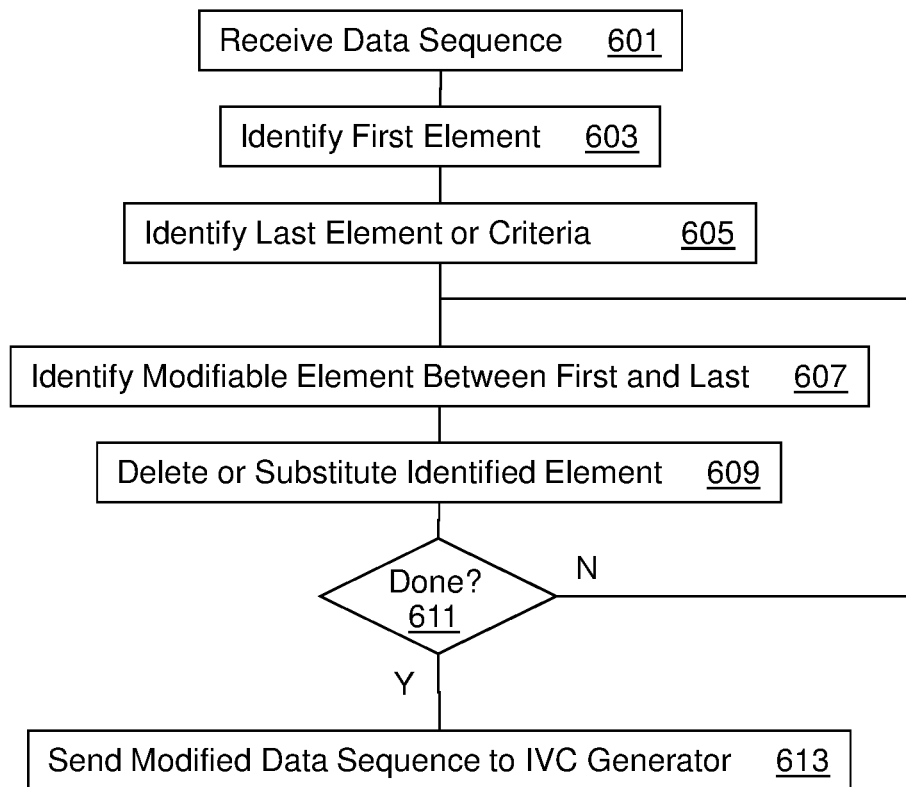 Receive Data Sequence 601
Identify First Element 603
Identify Last Element or Criteria 605
Identify Modifiable Element Between First and Last 607
Delete or Substitute Identified Element 609
Done?
611
N
Y
Send Modified Data Sequence to IVC Generator 613